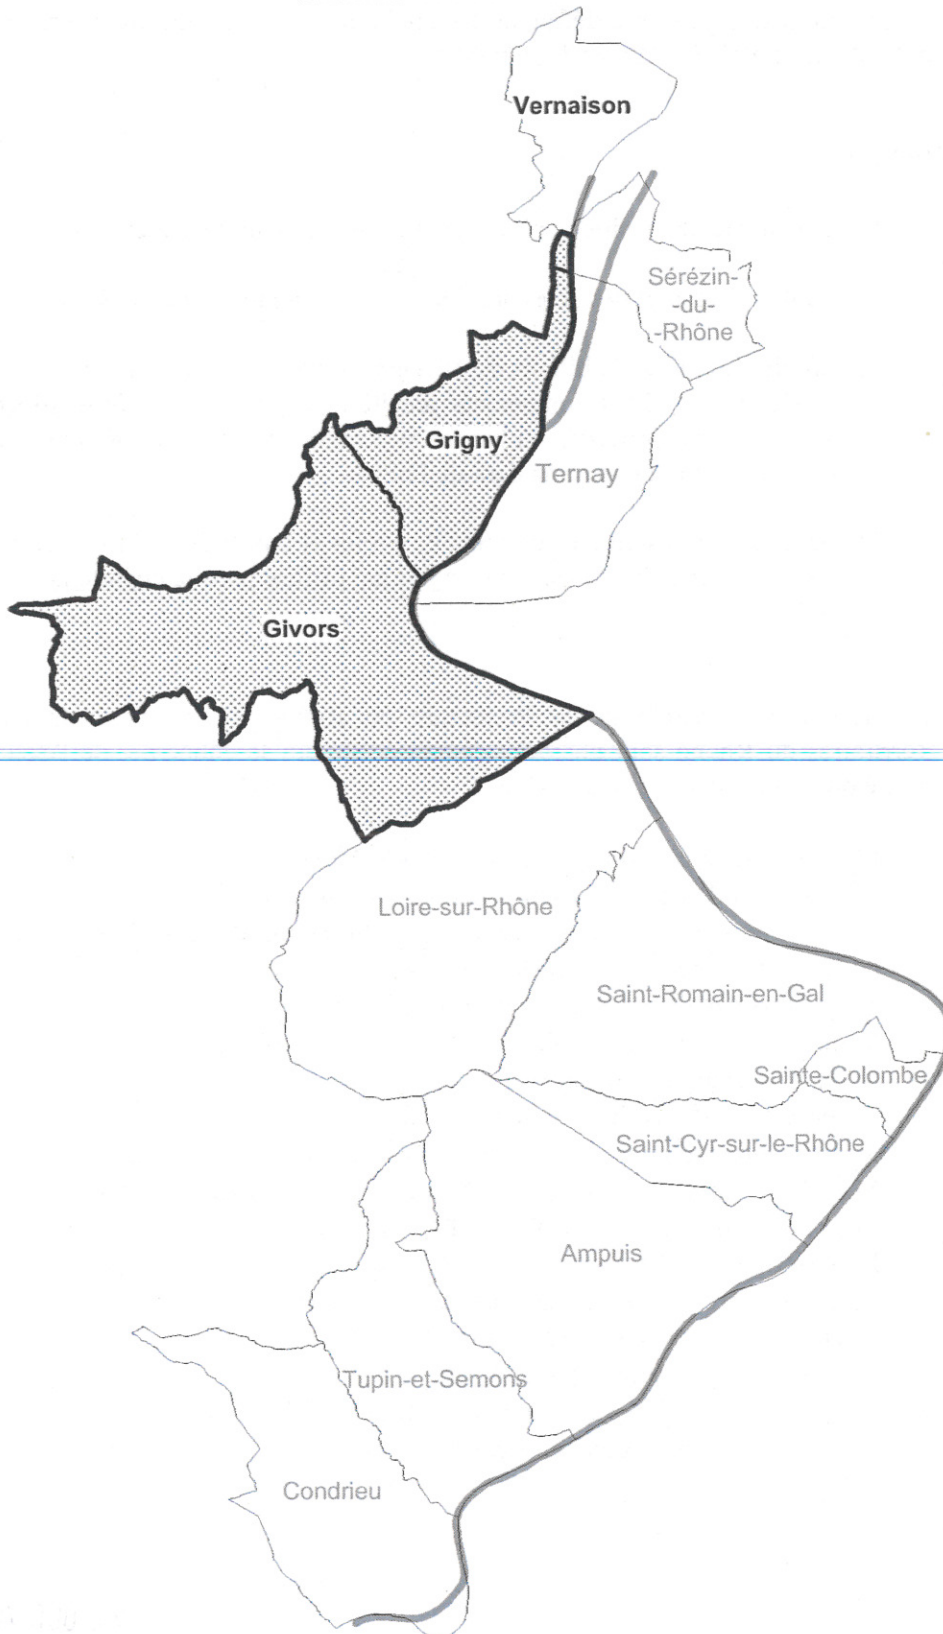 Vernaison
Sérézin-
-du-
-Rhône
Grigny
Ternay
Givors
Loire-sur-Rhône
Saint-Romain-en-Gal
Sainte-Colombe
Saint-Cyr-sur-le-Rhône
Ampuis
Tupin-et-Semons
Condrieu